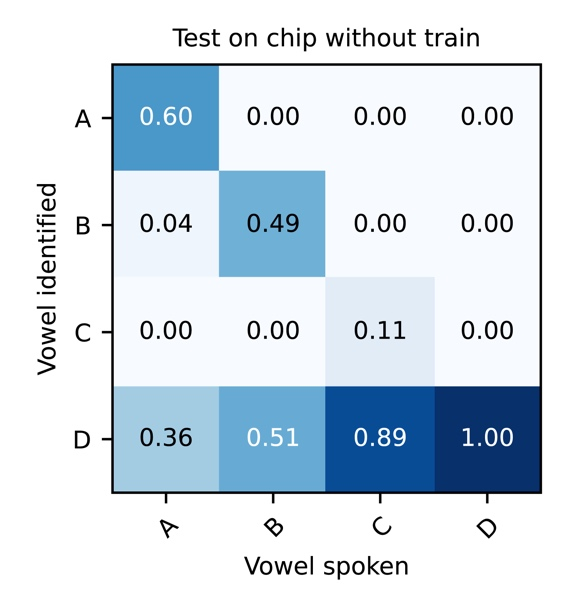 Test on chip without train
A 0.60 0.00 0.00 0.00
B 0.04 0.49 0.00 0.00
C 0.00 0.00 0.11 0.00
D 0.36 0.51 0.89 1.00
A B C D
Vowel identified
Vowel spoken